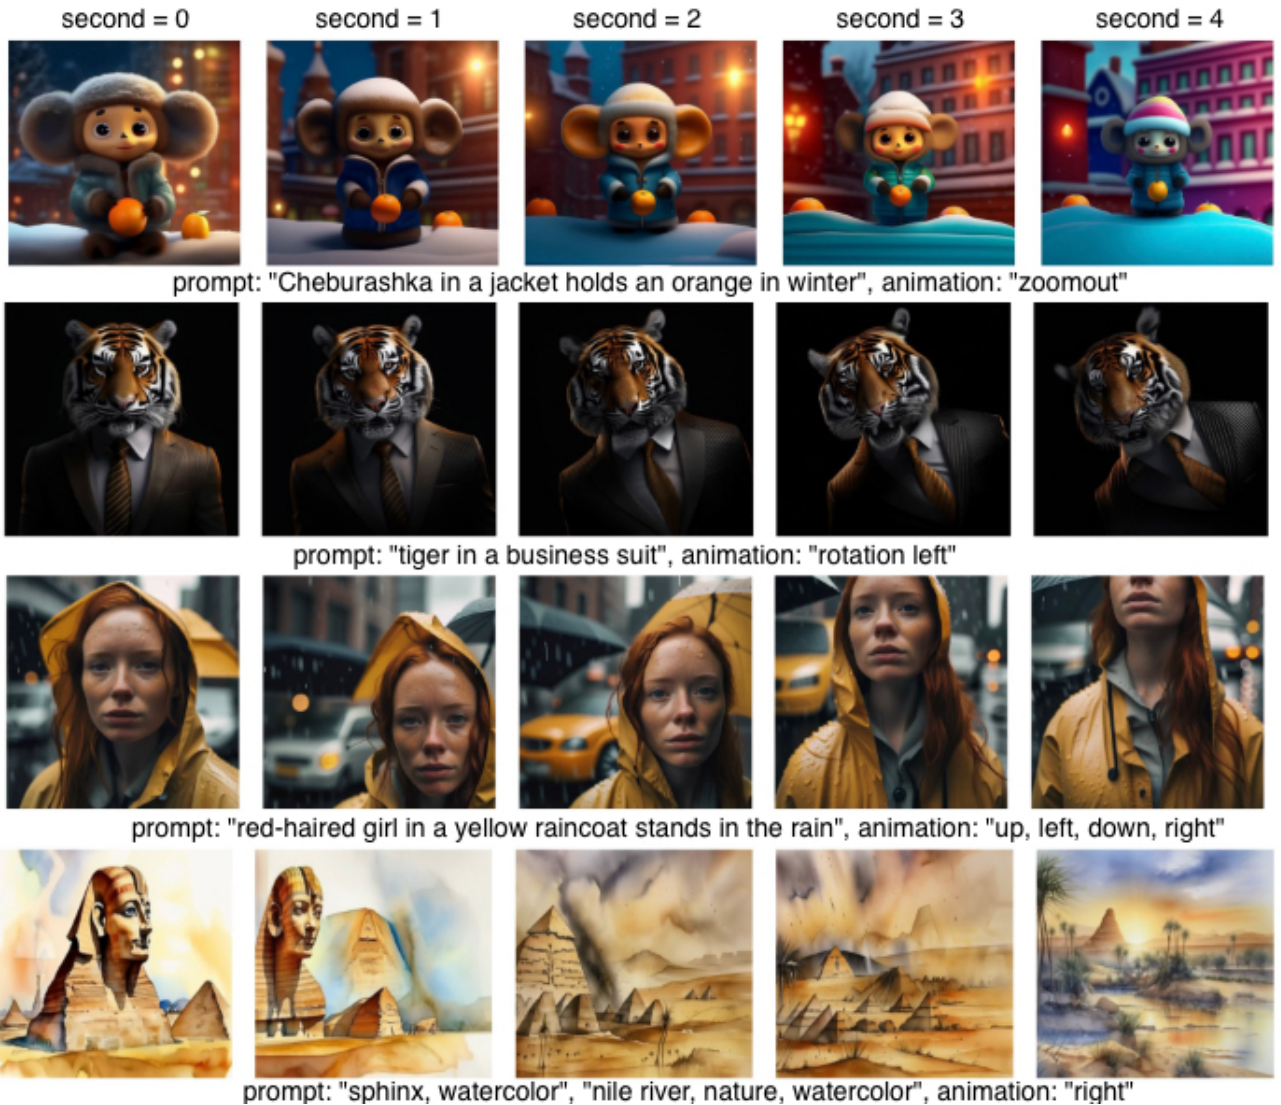 second = 0 second = 1 second = 2 second = 3 second = 4
prompt: "Cheburashka in a jacket holds an orange in winter", animation: "zoomout"
prompt: "tiger in a business suit", animation: "rotation left"
prompt: "red-haired girl in a yellow raincoat stands in the rain", animation: "up, left, down, right"
prompt: "sphinx, watercolor", "nile river, nature, watercolor", animation: "right"